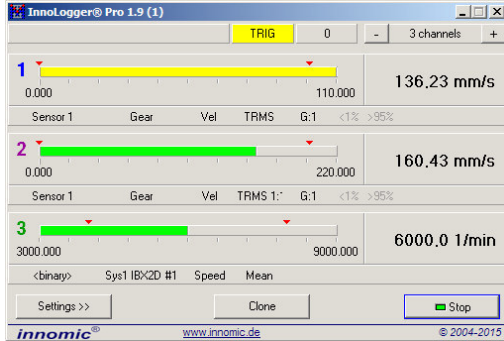 InnoLogger® Pro 1.9 (1)
TRIG 0 - 3 channels +
1
0.000 110.000
136,23 mm/s
Sensor 1 Gear Vel TRMS G:1 <1% >95%
2
0.000 220.000
160,43 mm/s
Sensor 1 Gear Vel TRMS 1:' G:1 <1% >95%
3
3000.000 9000.000
6000,0 1/min
<binary> Sys1 IBX2D #1 Speed Mean
Settings >> Clone Stop
innomic® www.innomic.de © 2004-2015